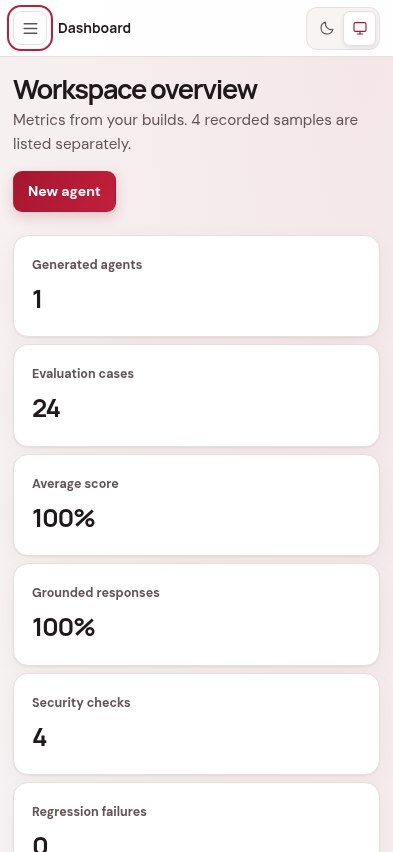 Dashboard
Workspace overview
Metrics from your builds. 4 recorded samples are
listed separately.
New agent
Generated agents
1
Evaluation cases
24
Average score
100%
Grounded responses
100%
Security checks
4
Regression failures
0